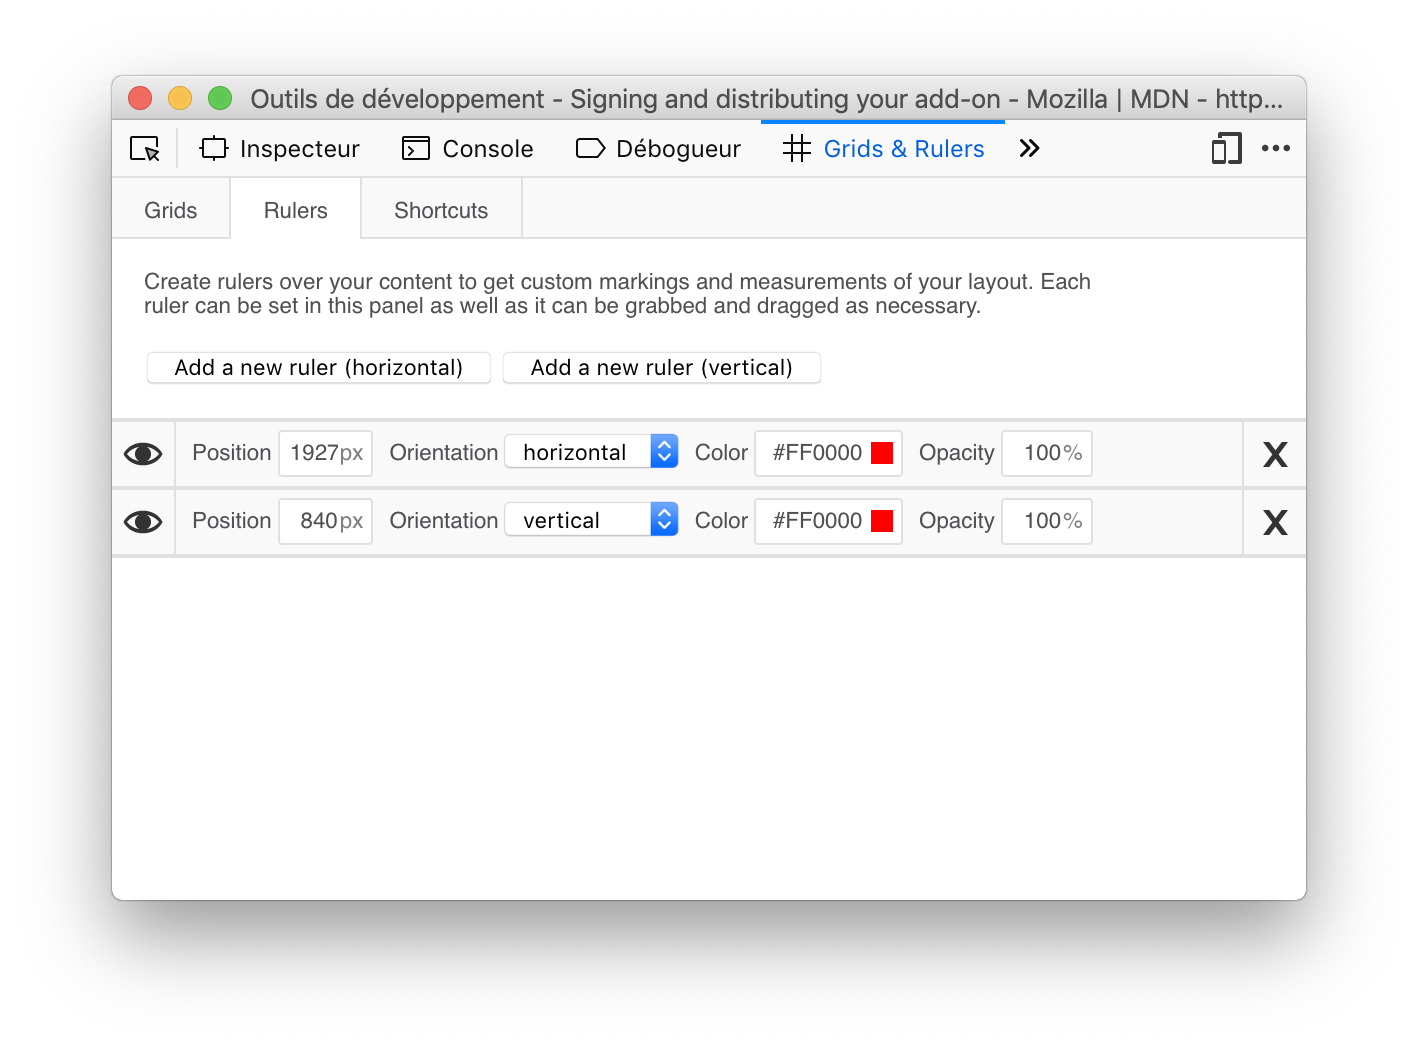 Outils de développement - Signing and distributing your add-on - Mozilla | MDN - http...
Inspecteur Console Débogueur Grids & Rulers
Grids Rulers Shortcuts
Create rulers over your content to get custom markings and measurements of your layout. Each
ruler can be set in this panel as well as it can be grabbed and dragged as necessary.
Add a new ruler (horizontal) Add a new ruler (vertical)
Position 1927px Orientation horizontal Color #FF0000 Opacity 100% X
Position 840px Orientation vertical Color #FF0000 Opacity 100% X